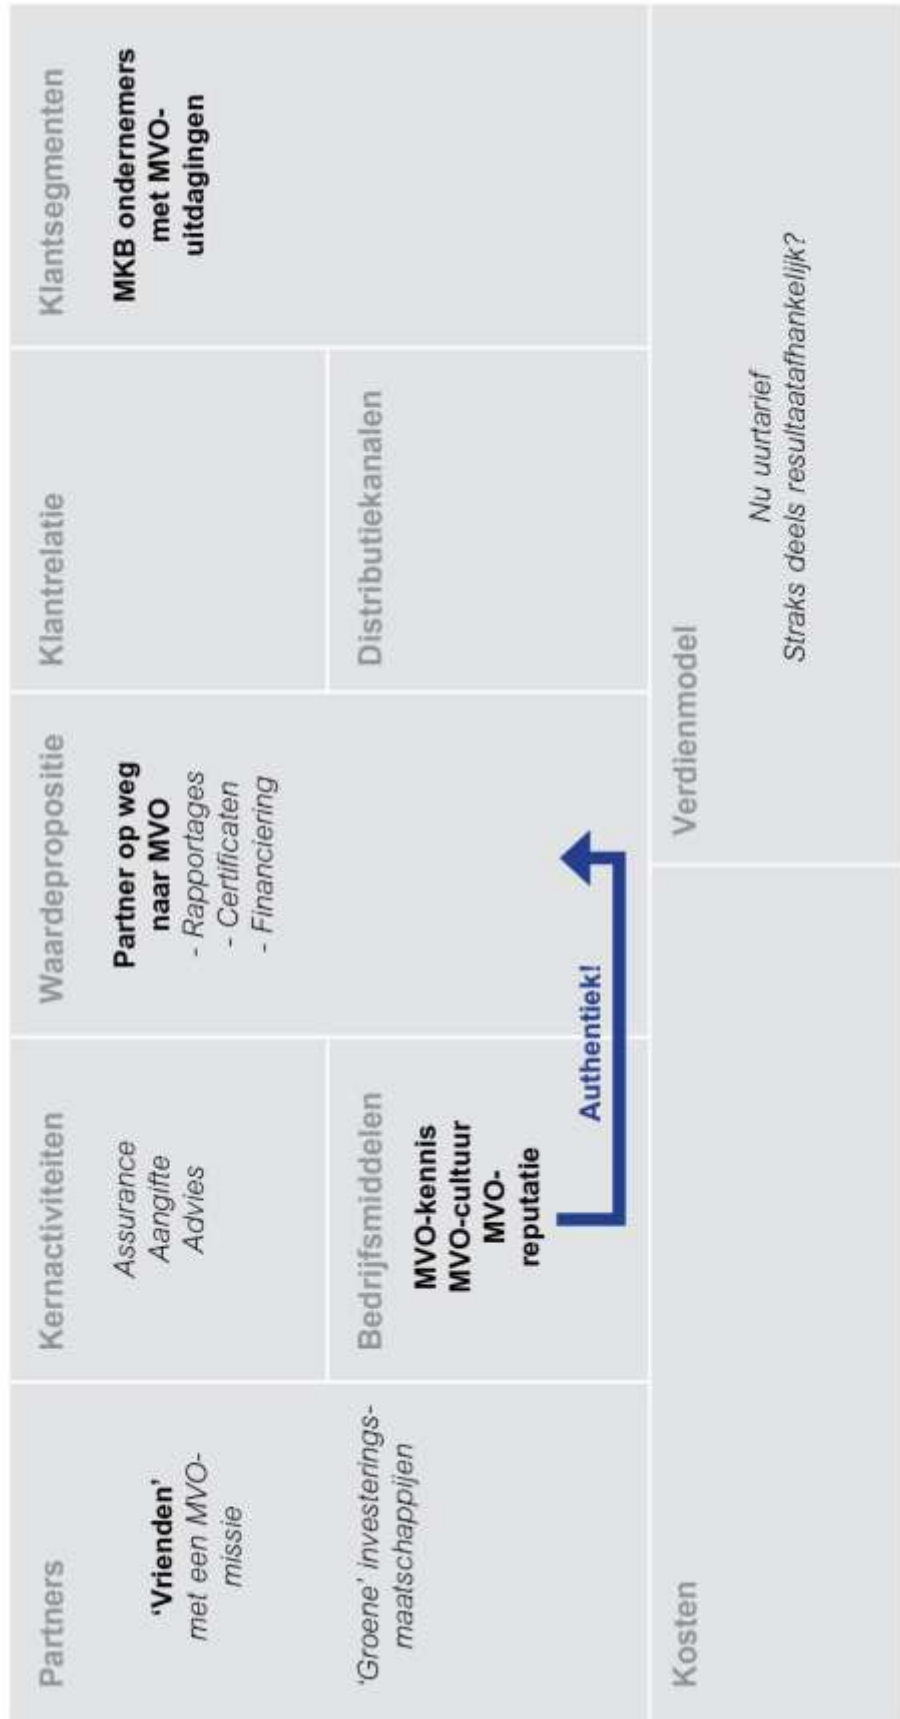 Partners
'Vrienden'
met een MVO-
missie
'Groene' investerings-
maatschappijen
Kernactiviteiten
Assurance
Aangifte
Advies
Bedrijfsmiddelen
MVO-kennis
MVO-cultuur
MVO-
reputatie
Authentiek!
Waardepropositie
Partner op weg
naar MVO
- Rapportages
- Certificaten
- Financiering
Klantrelatie
Distributiekanalen
Klantsegmenten
MKB ondernemers
met MVO-
uitdagingen
Kosten
Verdienmodel
Nu uurtarief
Straks deels resultaatafhankelijk?